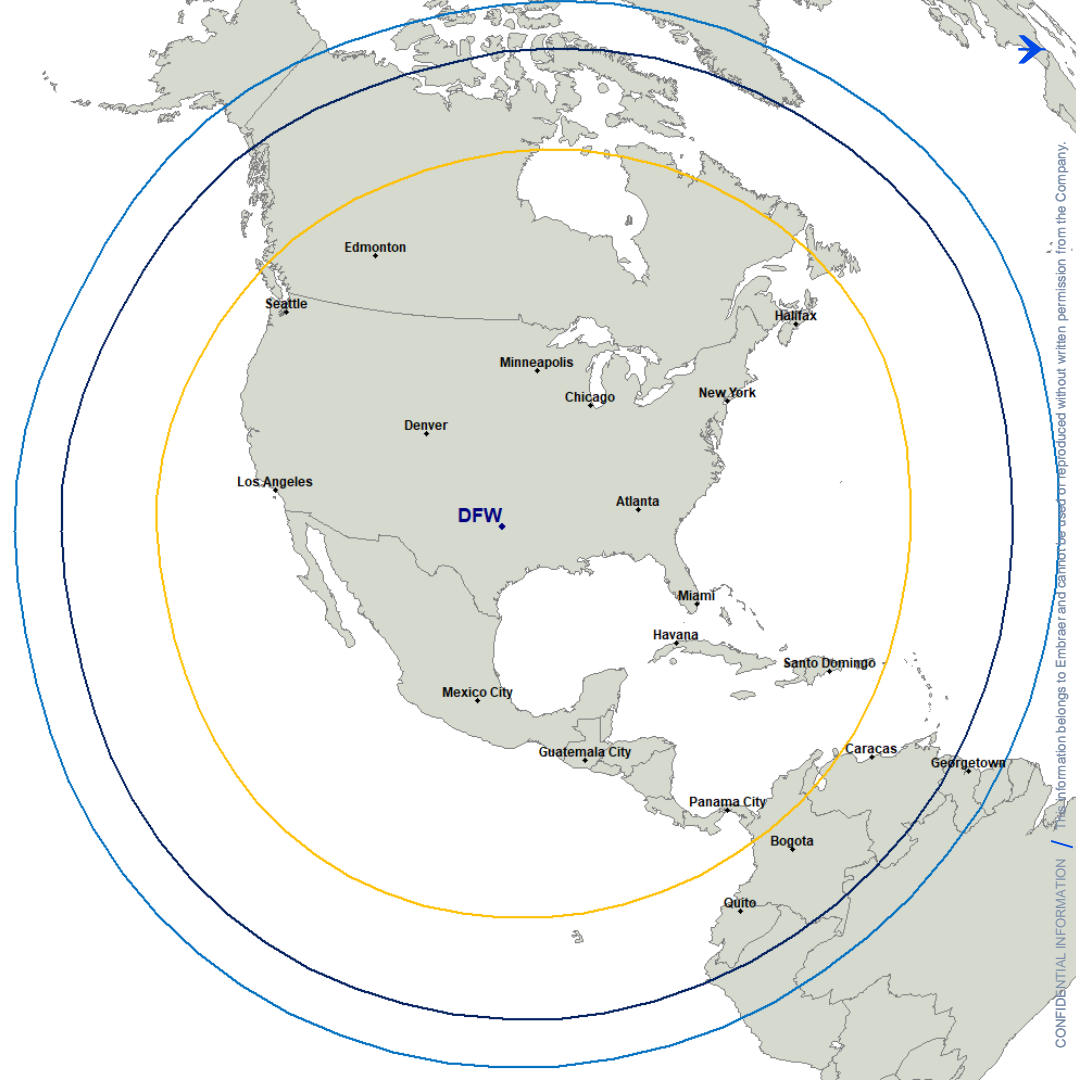 Edmonton
Seattle
Halifax
Minneapolis
Chicago
New York
Denver
Los Angeles
Atlanta
DFW
Miami
Havana
Santo Domingo
Mexico City
Guatemala City
Caracas
Georgetown
Panama City
Bogota
Quito
CONFIDENTIAL INFORMATION / This information belongs to Embraer and cannot be used or reproduced without written permission from the Company.